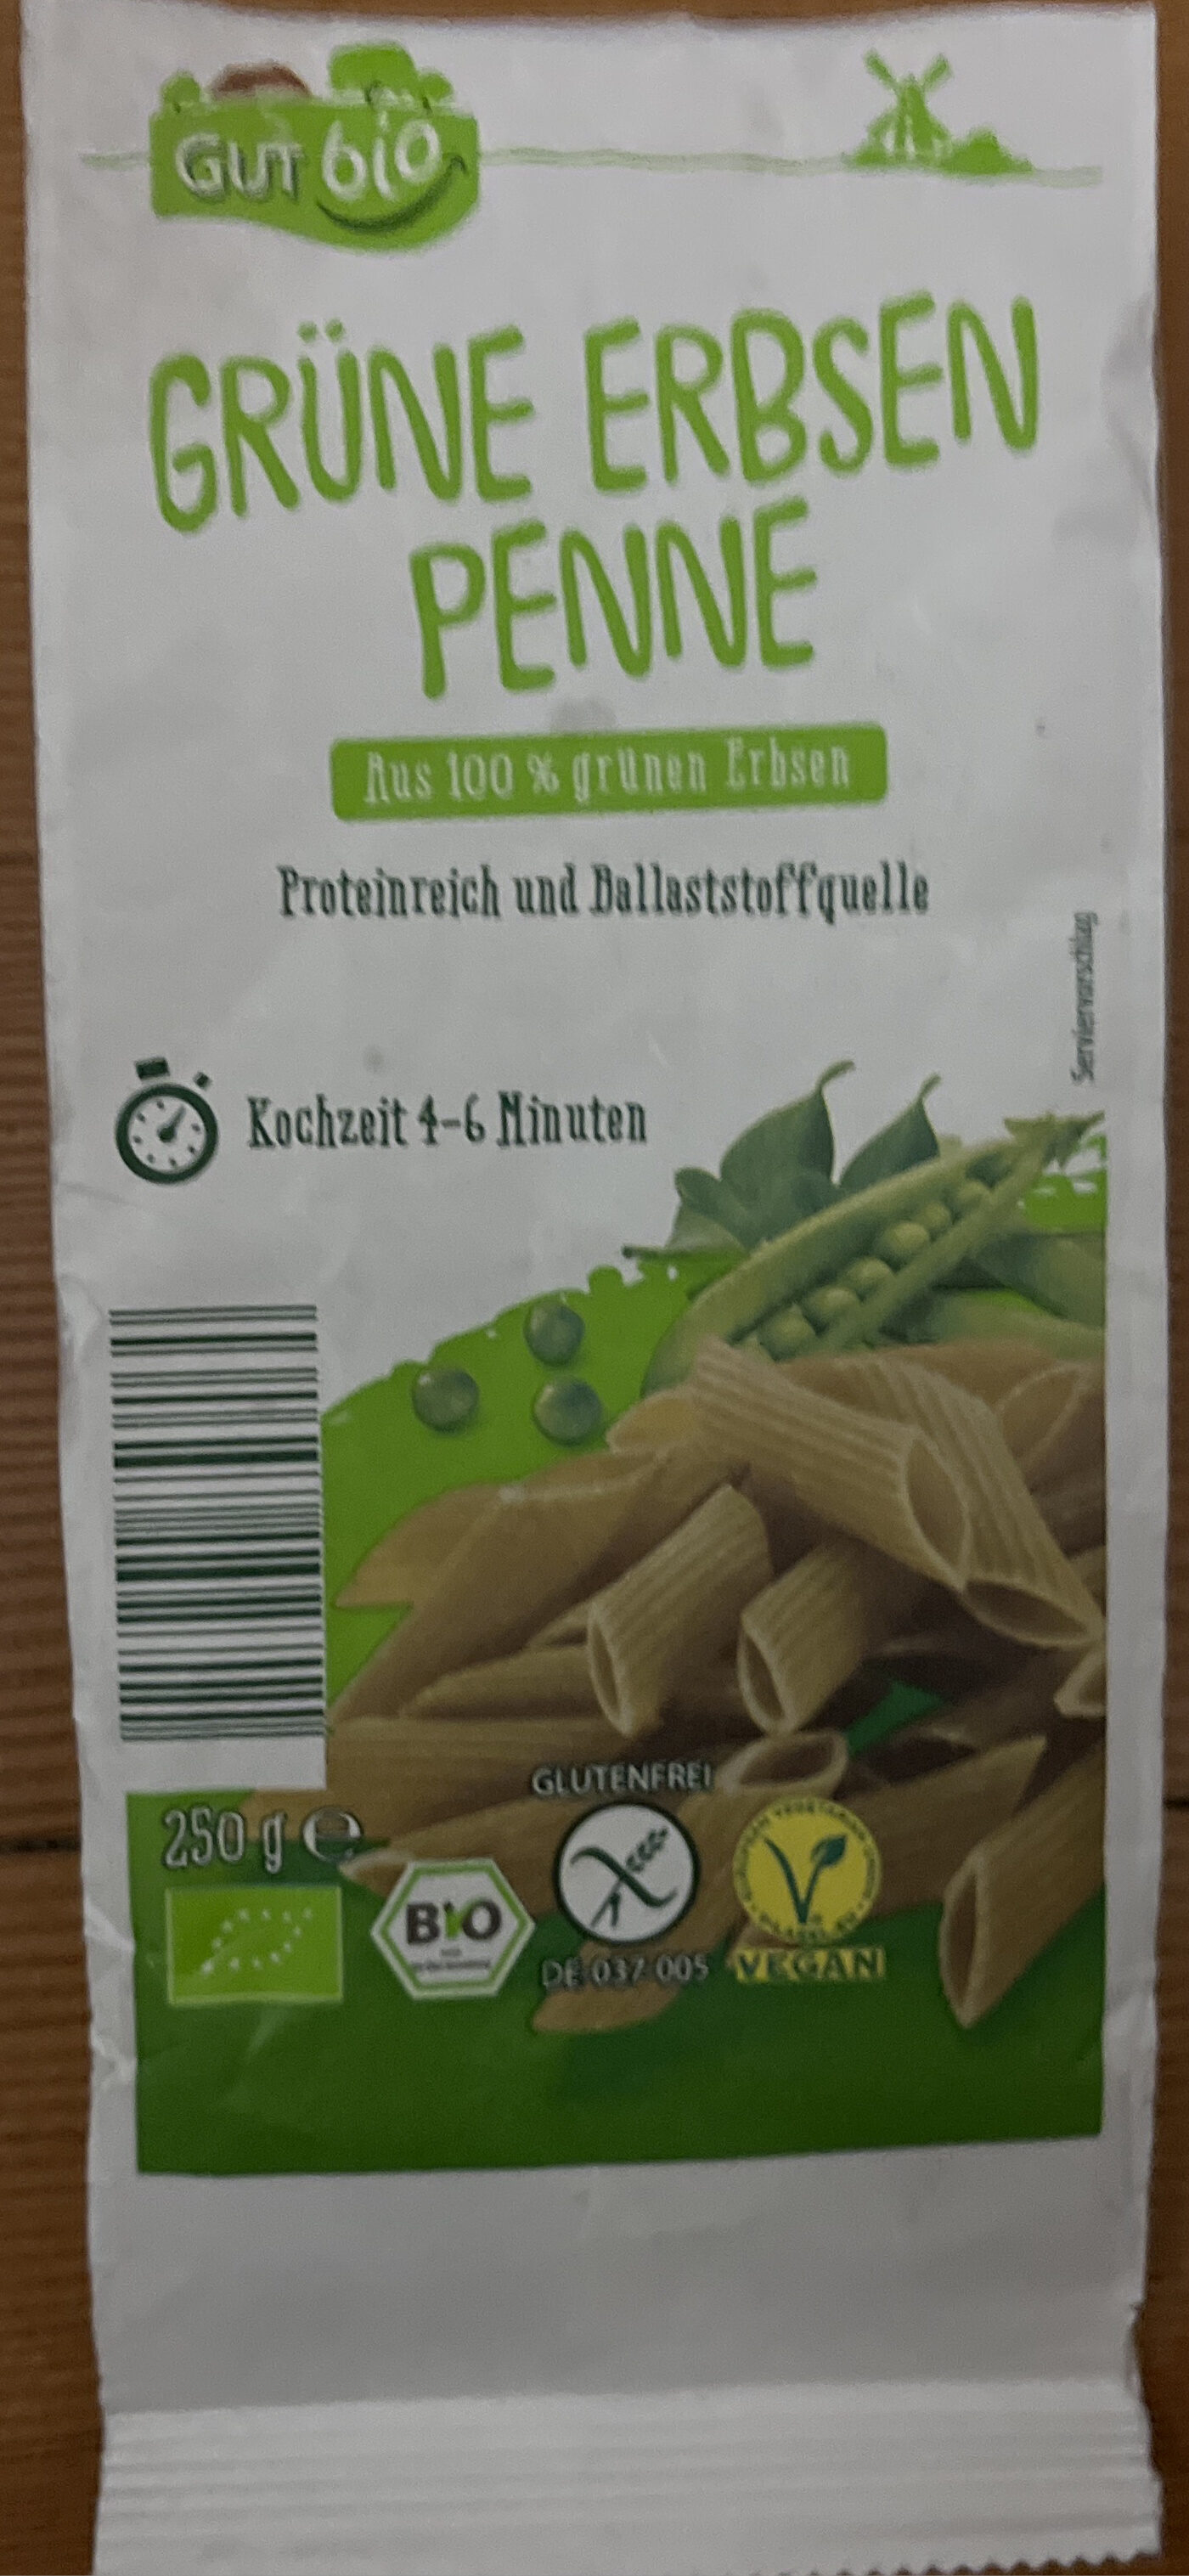 GUT biO
GRÜNE ERBSEN
PENNE
Aus 100 % grünen Erbsen
Proteinreich und Ballaststoffquelle
Serviervorschlag
Kochzeit 4-6 Minuten
GLUTENFREI
250 g e
BIO
DE-037-005
VEGAN